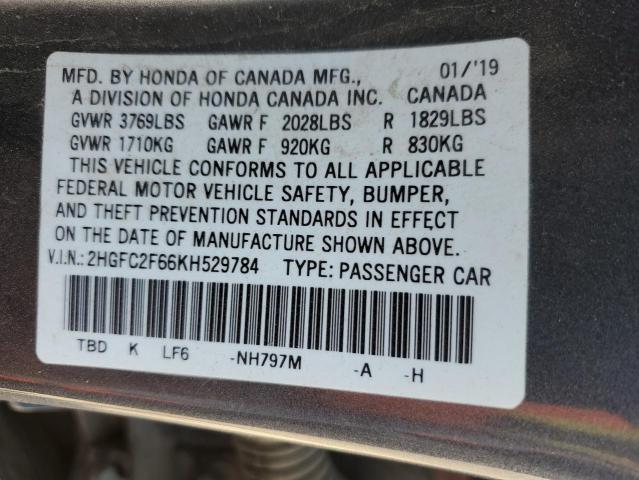 MFD. BY HONDA OF CANADA MFG., 01/'19
A DIVISION OF HONDA CANADA INC. CANADA
GVWR 3769LBS GAWR F 2028LBS R 1829LBS
GVWR 1710KG GAWR F 920KG R 830KG
THIS VEHICLE CONFORMS TO ALL APPLICABLE
FEDERAL MOTOR VEHICLE SAFETY, BUMPER,
AND THEFT PREVENTION STANDARDS IN EFFECT
ON THE DATE OF MANUFACTURE SHOWN ABOVE.
V.I.N.: 2HGFC2F66KH529784 TYPE: PASSENGER CAR
TBD K LF6 -NH797M -A -H